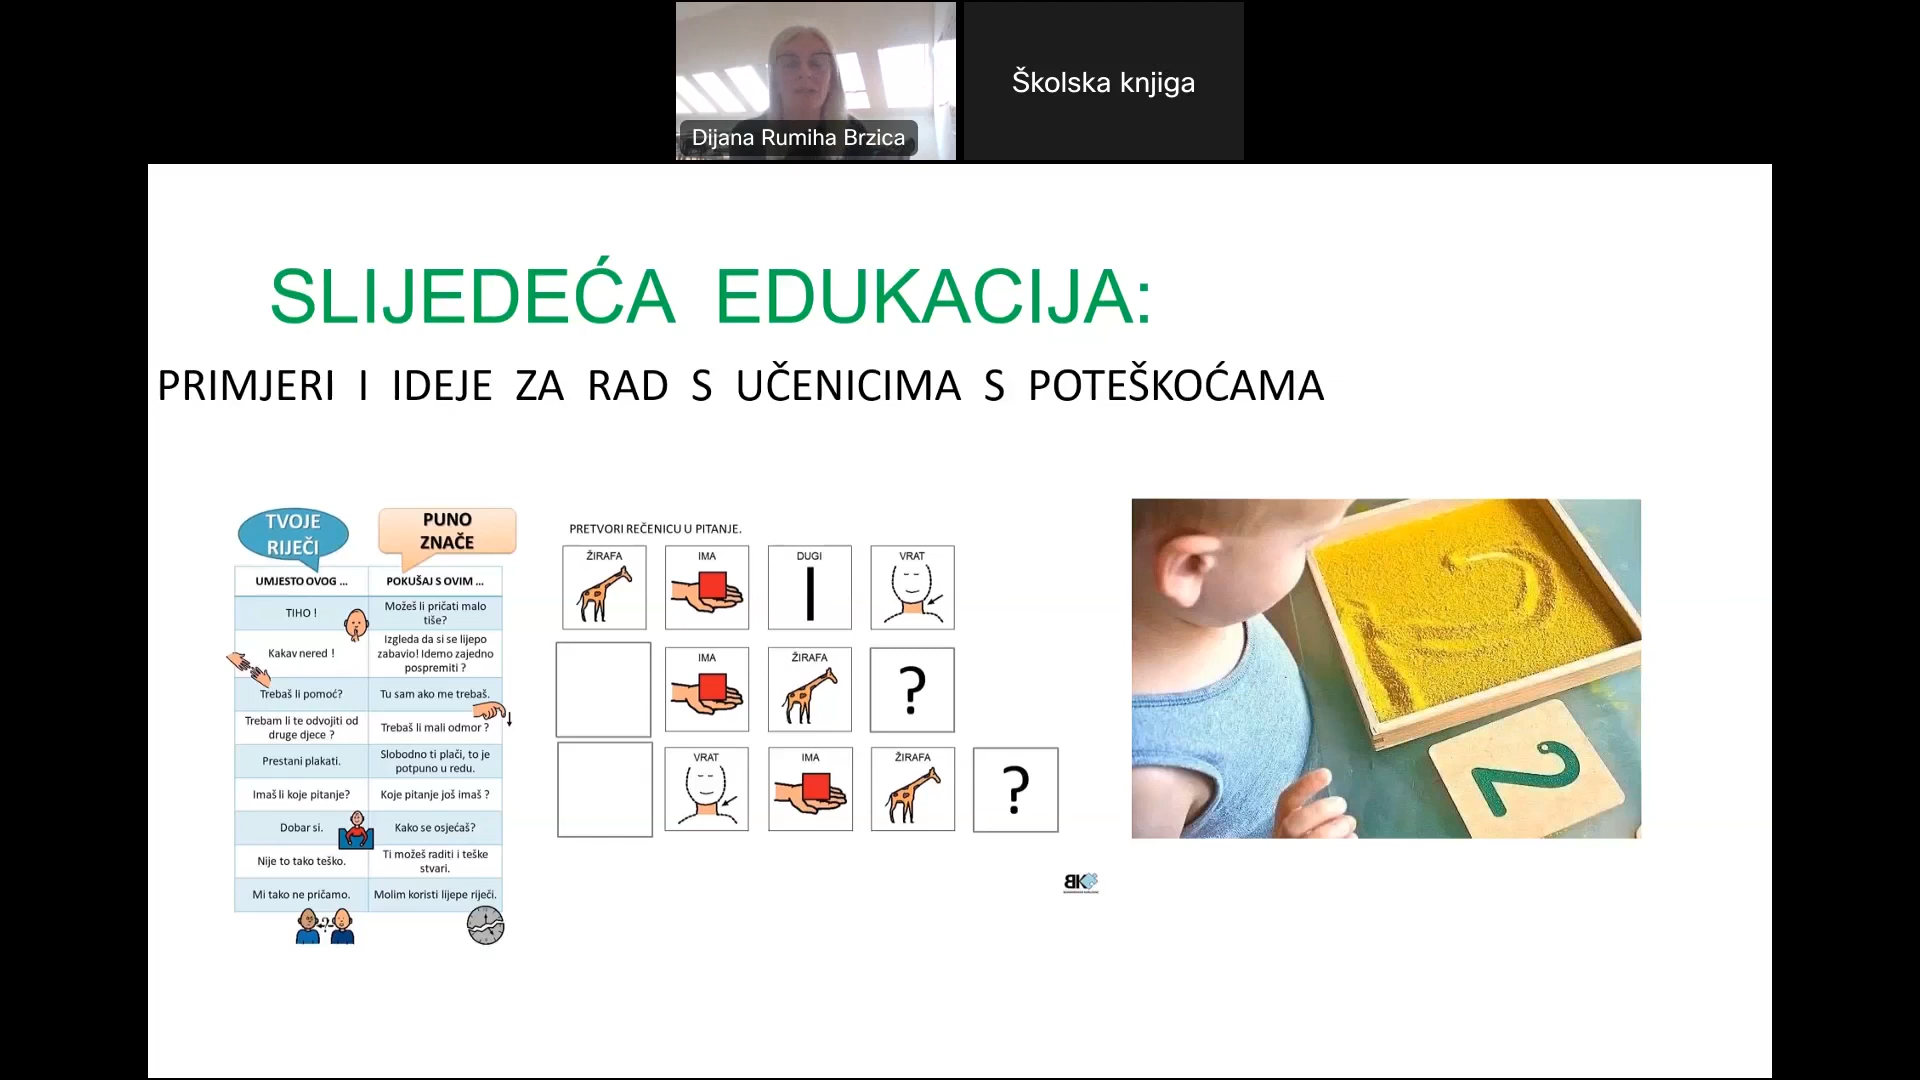 Dijana Rumiha Brzica
Školska knjiga
SLIJEDEĆA EDUKACIJA:
PRIMJERI I IDEJE ZA RAD S UČENICIMA S POTEŠKOĆAMA
TVOJE
RIJEČI
PUNO
ZNAČE
UMJESTO OVOG ...
POKUŠAJ S OVIM ...
TIHO !
Možeš li pričati malo
tiše?
Kakav nered !
Izgleda da si se lijepo
zabavio! Idemo zajedno
pospremiti ?
Trebaš li pomoć?
Tu sam ako me trebaš.
Trebam li te odvojiti od
druge djece ?
Trebaš li mali odmor ?
Prestani plakati.
Slobodno ti plači, to je
potpuno u redu.
Imaš li koje pitanje?
Koje pitanje još imaš ?
Dobar si.
Kako se osjećaš?
Nije to tako teško.
Ti možeš raditi i teške
stvari.
Mi tako ne pričamo.
Molim koristi lijepe riječi.
?
PRETVORI REČENICU U PITANJE.
ŽIRAFA IMA DUGI VRAT
IMA ŽIRAFA ?
VRAT IMA ŽIRAFA ?
BK
2